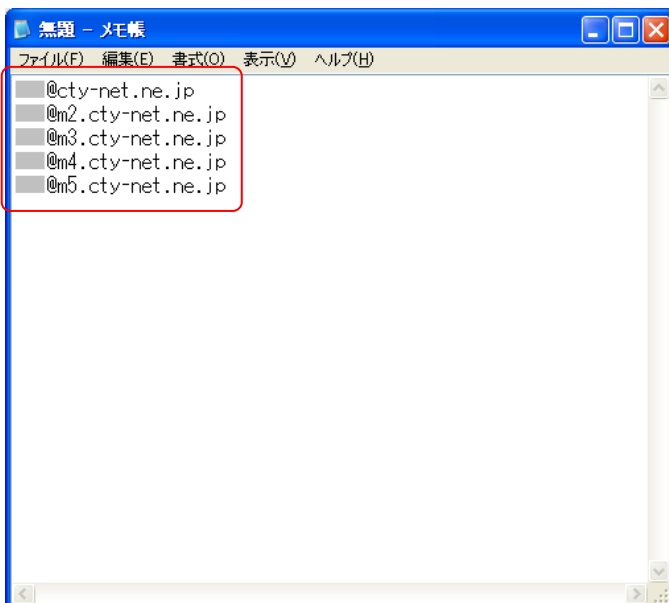 無題 - メモ帳
ファイル(F) 編集(E) 書式(O) 表示(V) ヘルプ(H)
@cty-net.ne.jp
@m2.cty-net.ne.jp
@m3.cty-net.ne.jp
@m4.cty-net.ne.jp
@m5.cty-net.ne.jp